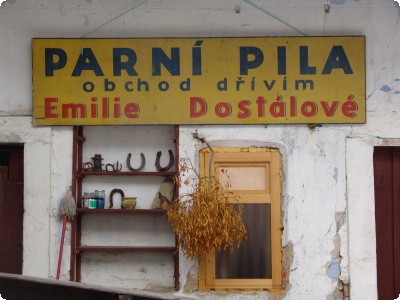 PARNÍ PILA
obchod dřívím
Emilie Dostálové